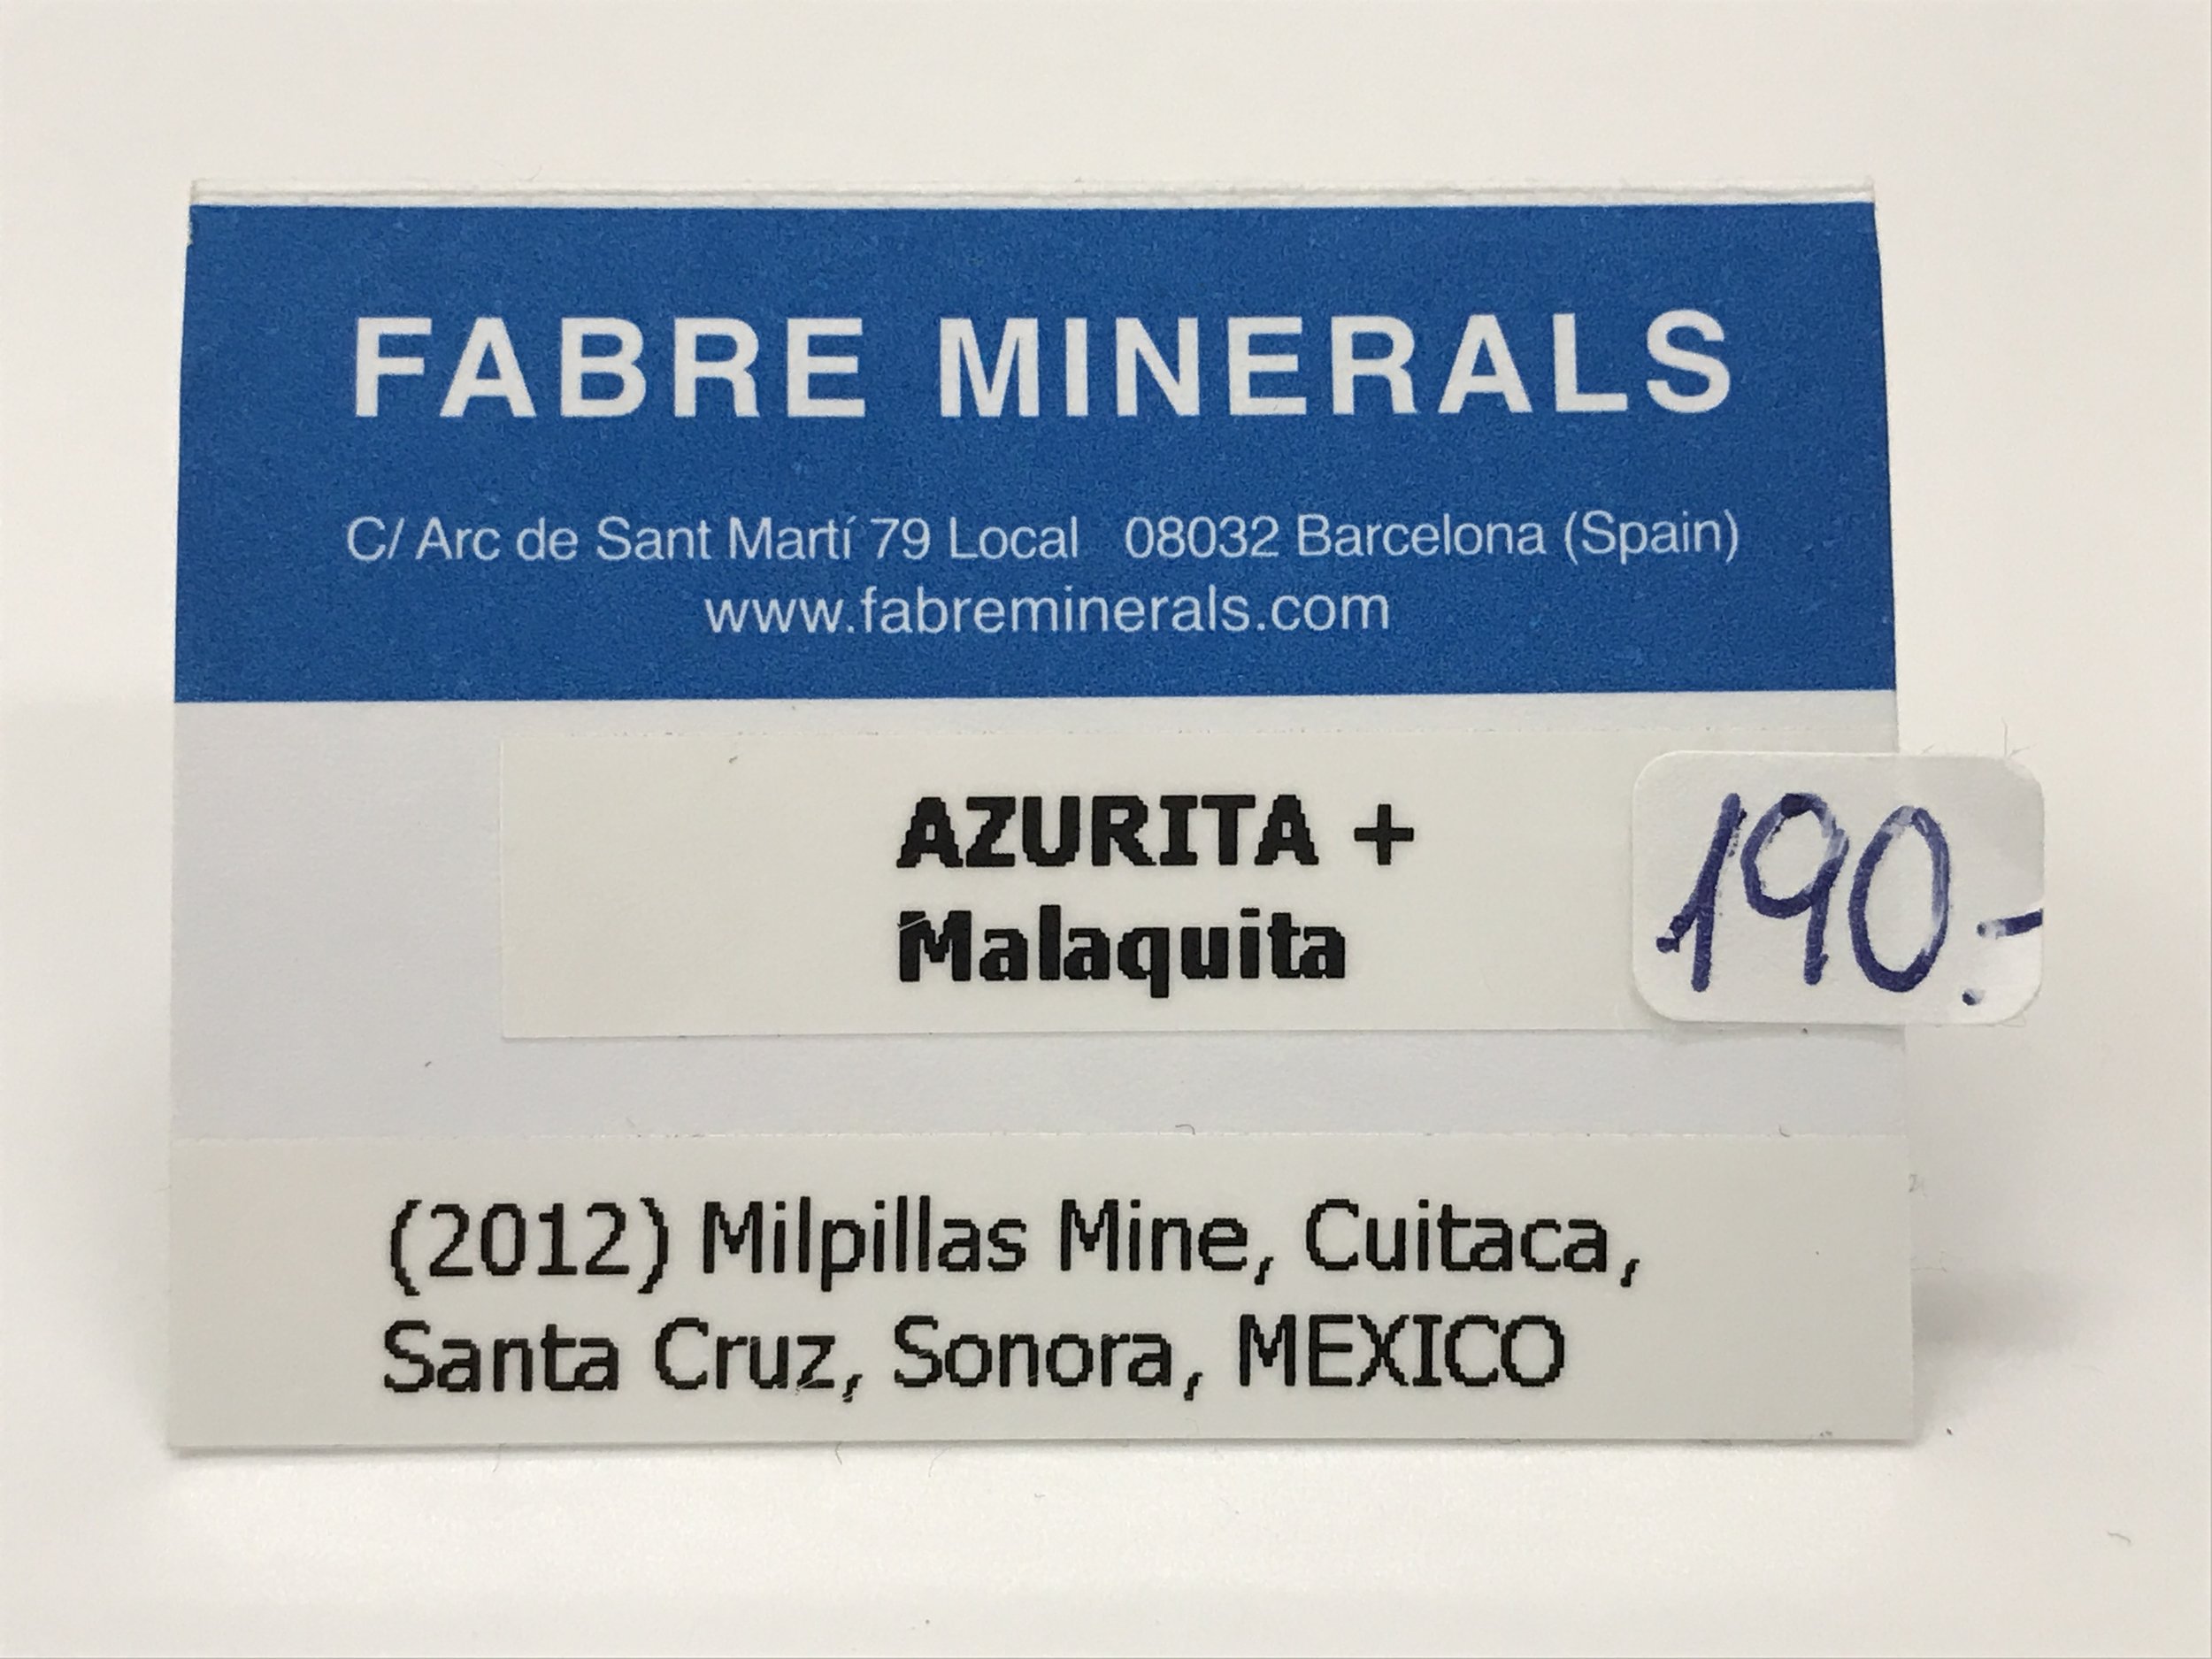 FABRE MINERALS
C/ Arc de Sant Martí 79 Local 08032 Barcelona (Spain)
www.fabreminerals.com
AZURITA +
Malaquita
190.-
(2012) Milpillas Mine, Cuitaca,
Santa Cruz, Sonora, MEXICO